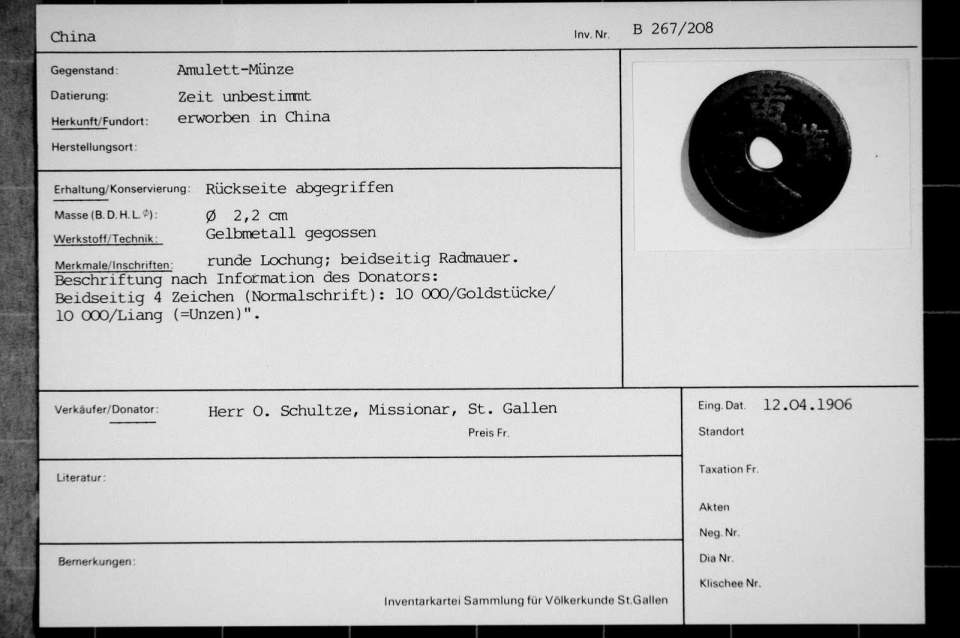 China
Inv. Nr. B 267/208
Gegenstand: Amulett-Münze
Datierung: Zeit unbestimmt
Herkunft/Fundort: erworben in China
Herstellungsort:
Erhaltung/Konservierung: Rückseite abgegriffen
Masse (B. D. H. L. ∅): Ø 2,2 cm
Werkstoff/Technik: Gelbmetall gegossen
Merkmale/Inschriften: runde Lochung; beidseitig Radmauer.
Beschriftung nach Information des Donators:
Beidseitig 4 Zeichen (Normalschrift): 10 000/Goldstücke/
10 000/Liang (=Unzen)".
Verkäufer/Donator: Herr O. Schultze, Missionar, St. Gallen
Preis Fr.
Eing. Dat. 12.04.1906
Standort
Taxation Fr.
Akten
Neg. Nr.
Dia Nr.
Klischee Nr.
Literatur:
Bemerkungen:
Inventarkartei Sammlung für Völkerkunde St.Gallen